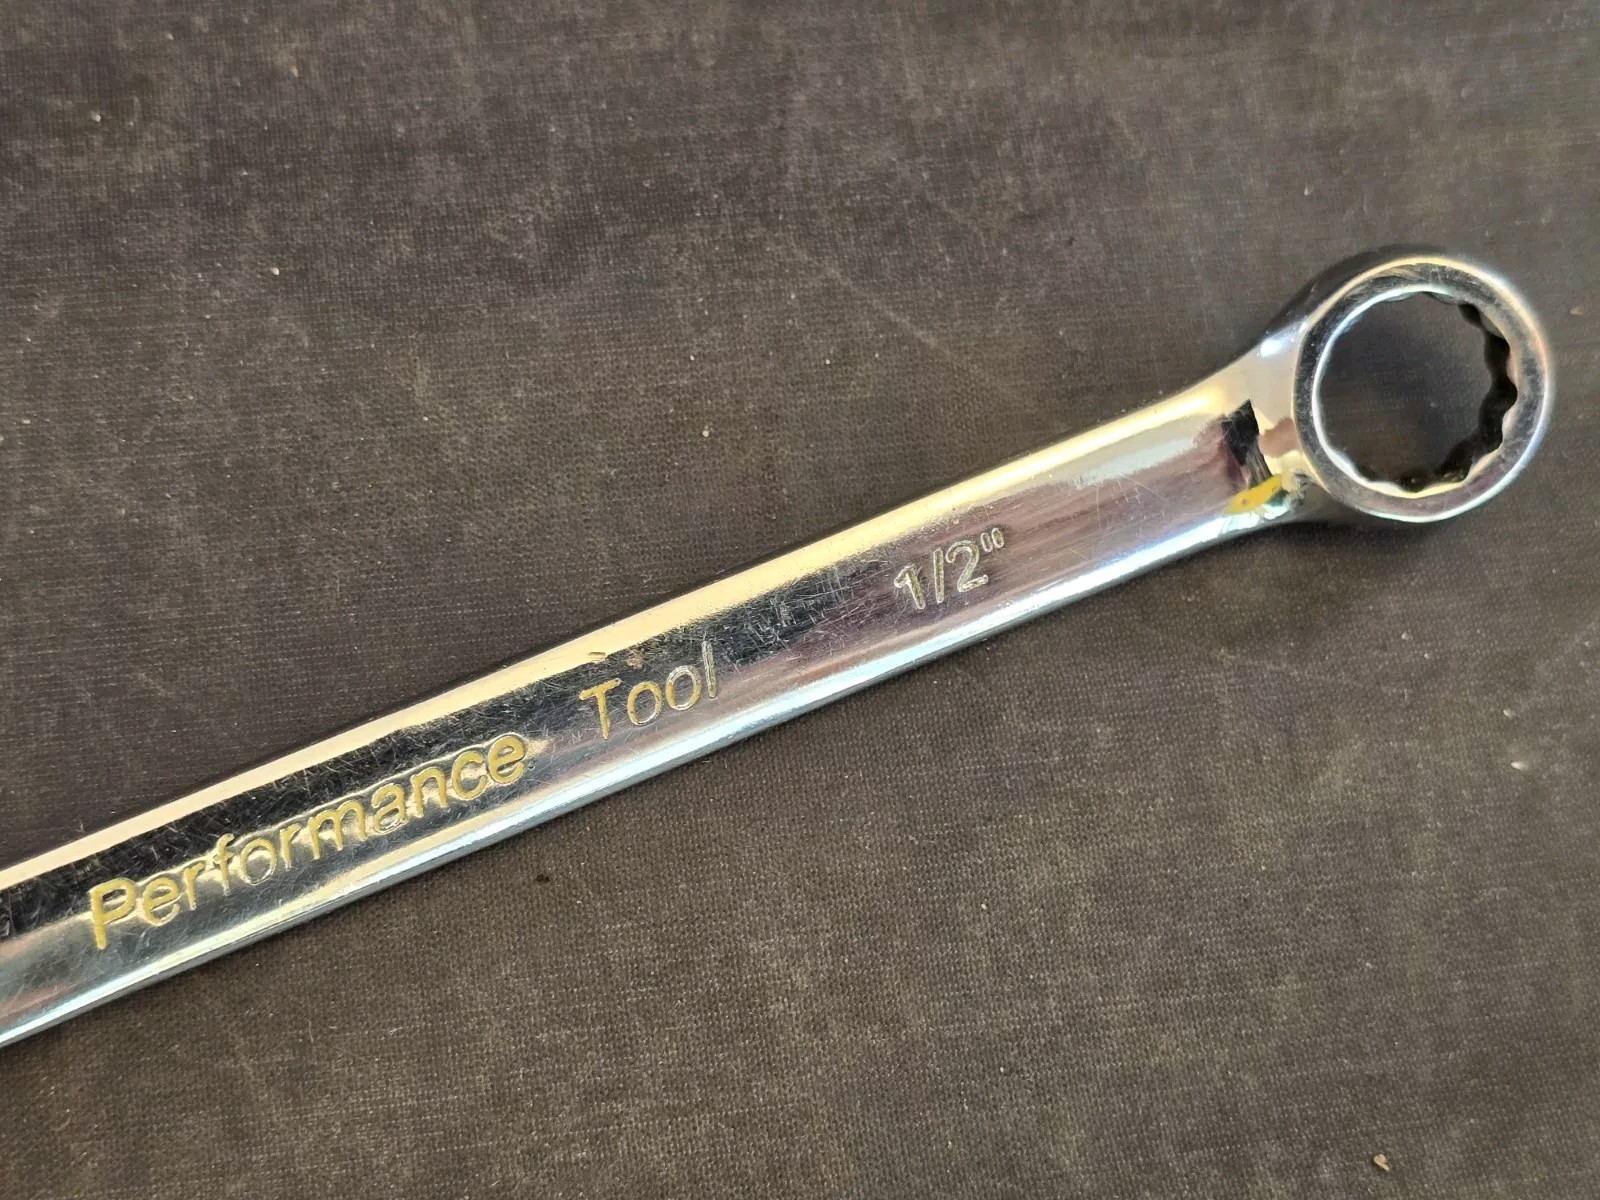 Performance Tool 1/2"